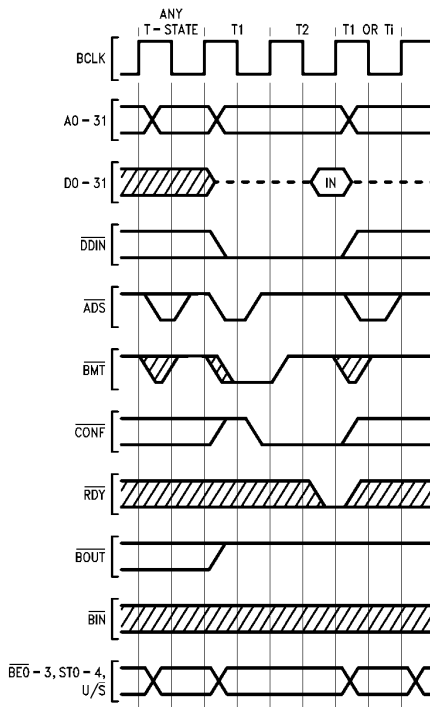 ANY
T-STATE T1 T2 T1 OR Ti
BCLK
A0-31
D0-31
IN
DDIN
ADS
BMT
CONF
RDY
BOUT
BIN
BE0-3, ST0-4,
U/S